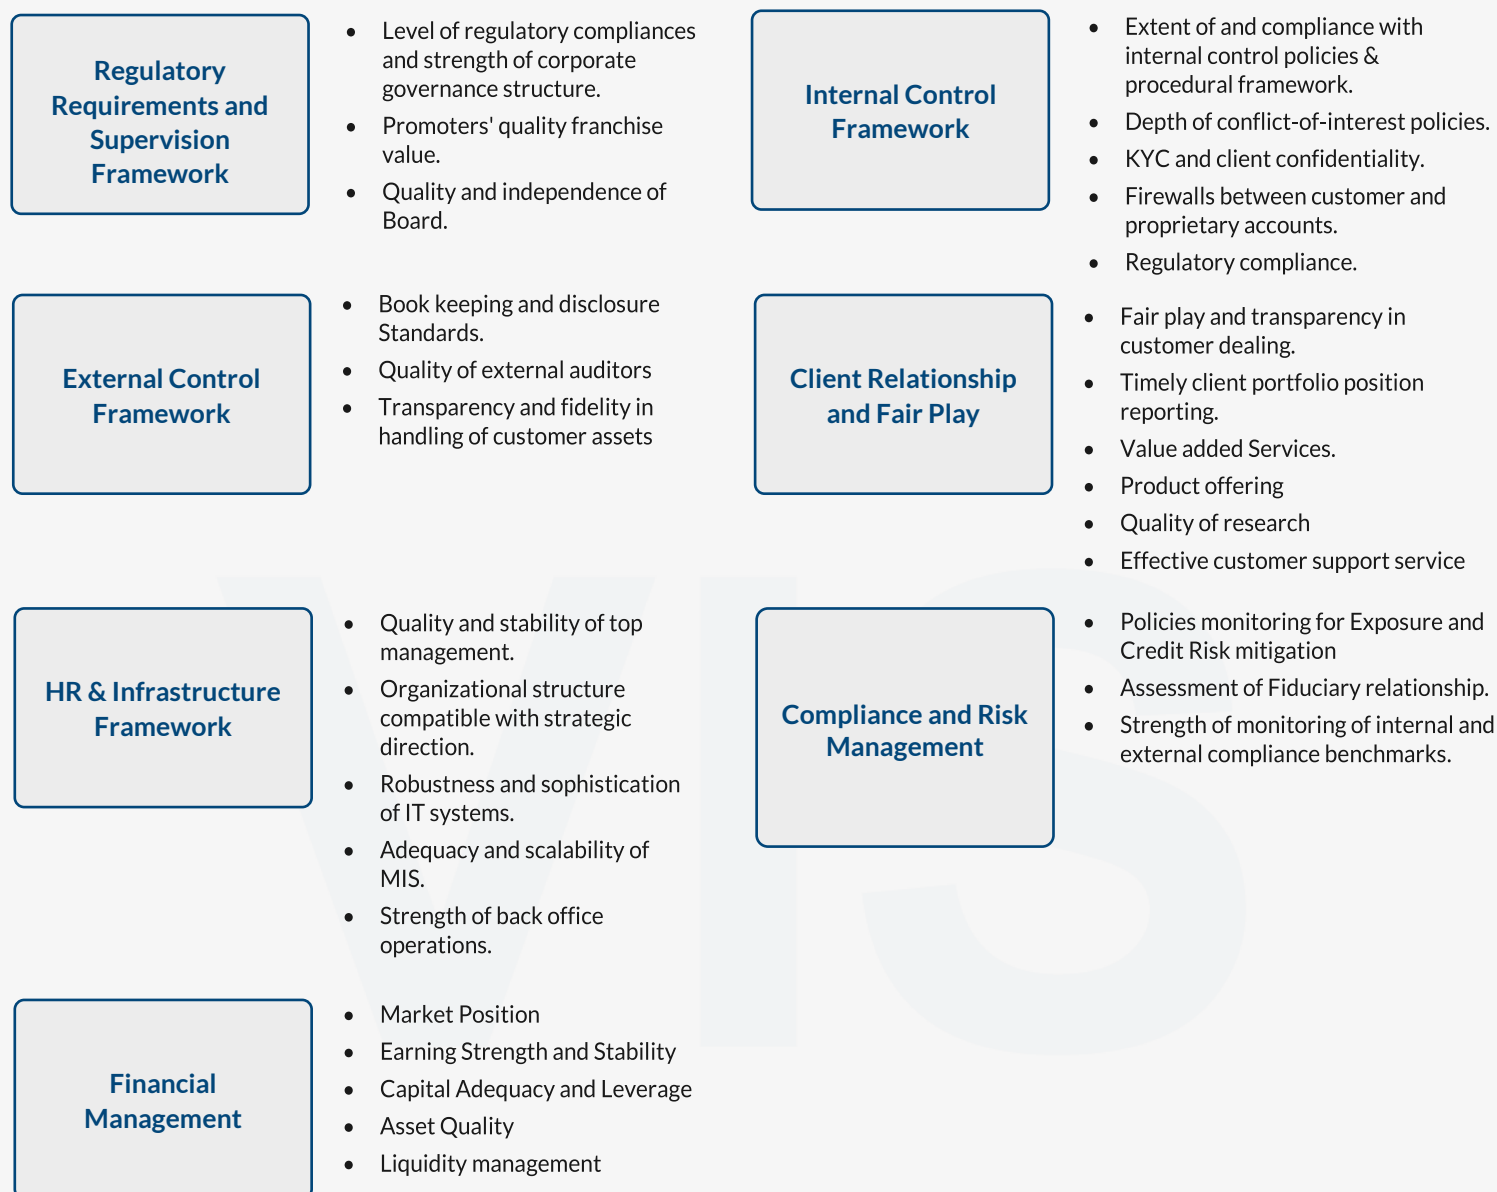 Regulatory
Requirements and
Supervision
Framework
• Level of regulatory compliances
and strength of corporate
governance structure.
• Promoters' quality franchise
value.
• Quality and independence of
Board.
Internal Control
Framework
• Extent of and compliance with
internal control policies &
procedural framework.
• Depth of conflict-of-interest policies.
• KYC and client confidentiality.
• Firewalls between customer and
proprietary accounts.
• Regulatory compliance.
External Control
Framework
• Book keeping and disclosure
Standards.
• Quality of external auditors
• Transparency and fidelity in
handling of customer assets
Client Relationship
and Fair Play
• Fair play and transparency in
customer dealing.
• Timely client portfolio position
reporting.
• Value added Services.
• Product offering
• Quality of research
• Effective customer support service
HR & Infrastructure
Framework
• Quality and stability of top
management.
• Organizational structure
compatible with strategic
direction.
• Robustness and sophistication
of IT systems.
• Adequacy and scalability of
MIS.
• Strength of back office
operations.
Compliance and Risk
Management
• Policies monitoring for Exposure and
Credit Risk mitigation
• Assessment of Fiduciary relationship.
• Strength of monitoring of internal and
external compliance benchmarks.
Financial
Management
• Market Position
• Earning Strength and Stability
• Capital Adequacy and Leverage
• Asset Quality
• Liquidity management
VIS